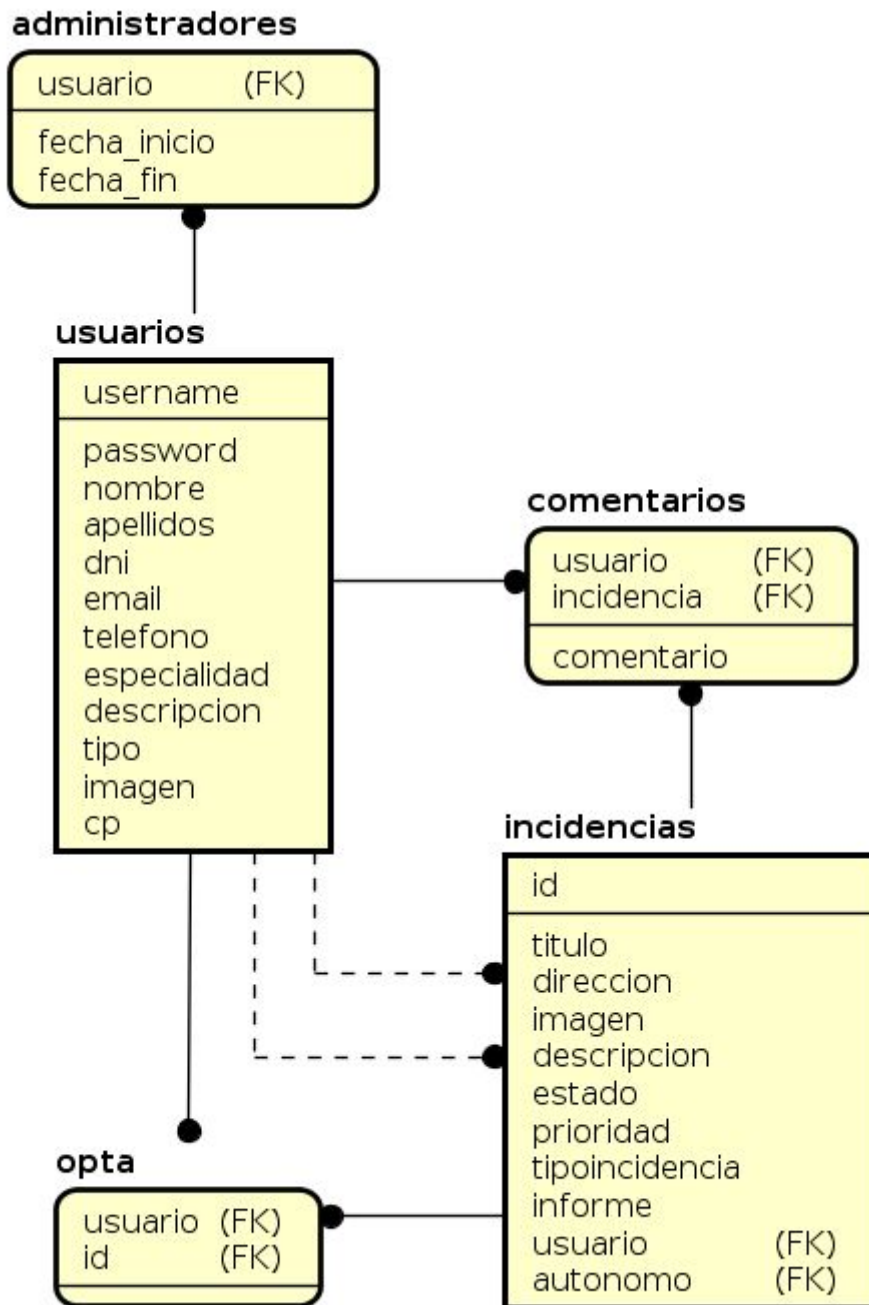 administradores
usuario (FK)
fecha_inicio
fecha_fin
usuarios
username
password
nombre
apellidos
dni
email
telefono
especialidad
descripcion
tipo
imagen
cp
comentarios
usuario (FK)
incidencia (FK)
comentario
incidencias
id
titulo
direccion
imagen
descripcion
estado
prioridad
tipoincidencia
informe
usuario (FK)
autonomo (FK)
opta
usuario (FK)
id (FK)